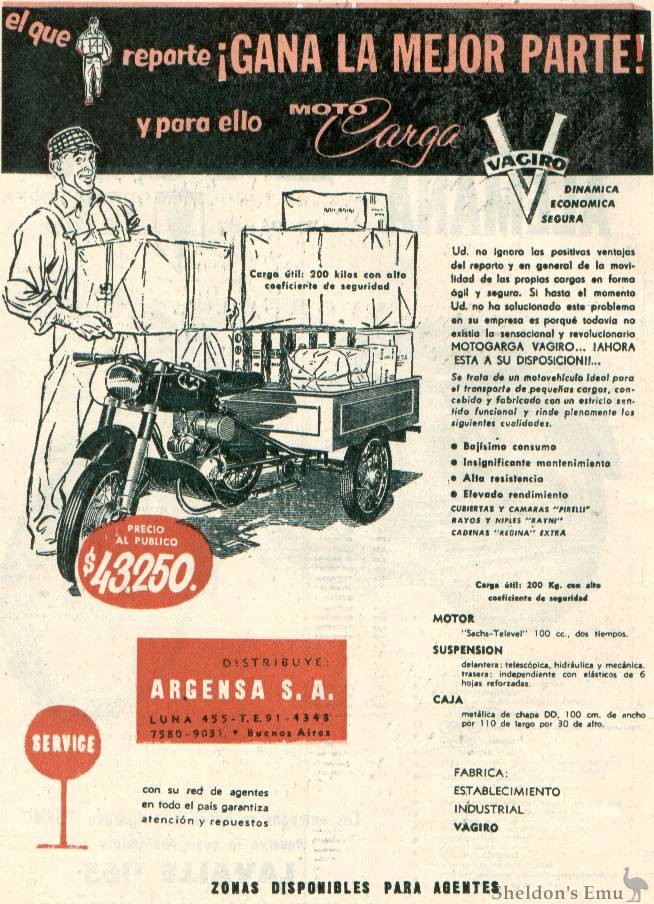 el que reparte ¡GANA LA MEJOR PARTE!
y para ello MOTO Carga
VAGIRO
DINAMICA
ECONOMICA
SEGURA
Carga útil: 200 kilos con alto
coeficiente de seguridad
Ud. no ignora las positivas ventajas
del reparto y en general de la movi-
lidad de las propias cargas en forma
ágil y segura. Si hasta el momento
Ud. no ha solucionado este problema
en su empresa es porqué todavia no
existía la sensacional y revolucionario
MOTOGARGA VAGIRO... ¡AHORA
ESTA A SU DISPOSICION!!...
Se trata de un motovehículo Ideal para
el transporte de pequeñas cargas, con-
cebido y fabricado con un estricio sen-
tido functional y rinde plenamente los
siguientes cualidades.
● Bajísimo consumo
● Insignificante mantenimiento
● Alta resistencia
● Elevado rendimiento
CUBIERTAS Y CAMARAS "PIRELLI"
RAYOS Y NIPLES "RAYNI"
CADENAS "REGINA" EXTRA
PRECIO
AL PUBLICO
$43.250.
Carga útil: 200 Kg. con alto
coeficiente de seguridad
MOTOR
"Sachs-Televel" 100 cc., dos tiempos.
SUSPENSION
delantera: telescópica, hidráulica y mecánica.
trasera: independiente con elásticos de 6
hojas reforzadas.
CAJA
metálica de chapa DD, 100 cm. de ancho
por 110 de largo por 30 de alto.
DISTRIBUYE:
ARGENSA S. A.
LUNA 455-T.E. 91-4348
7580-9031 • Buenos Aires
SERVICE
con su red de agentes
en todo el país garantiza
atención y repuestos
FABRICA:
ESTABLECIMIENTO
INDUSTRIAL
VAGIRO
ZONAS DISPONIBLES PARA AGENTES
Sheldon's Emu